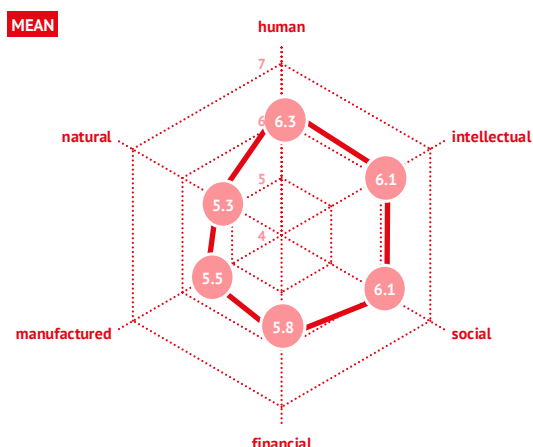 MEAN
human
7
6
6.3
natural
intellectual
5
6.1
5.3
4
5.5
6.1
5.8
manufactured
social
financial